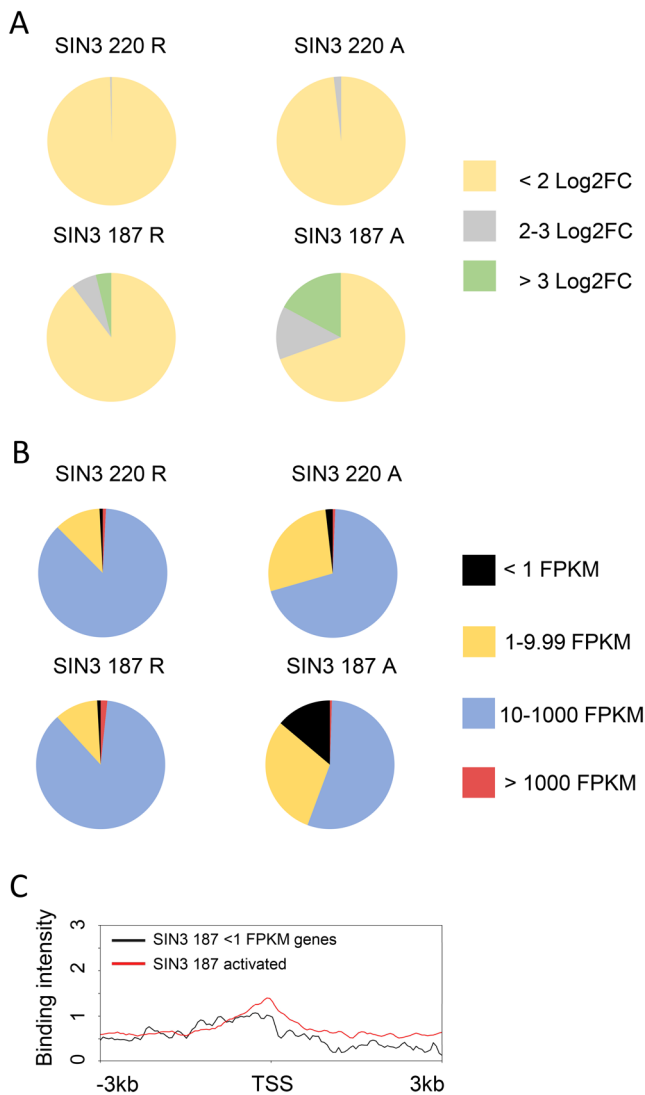 A
SIN3 220 R
SIN3 220 A
< 2 Log2FC
2-3 Log2FC
> 3 Log2FC
SIN3 187 R
SIN3 187 A
B
SIN3 220 R
SIN3 220 A
< 1 FPKM
1-9.99 FPKM
10-1000 FPKM
> 1000 FPKM
SIN3 187 R
SIN3 187 A
C
Binding intensity
3
2
1
0
SIN3 187 <1 FPKM genes
SIN3 187 activated
-3kb
TSS
3kb